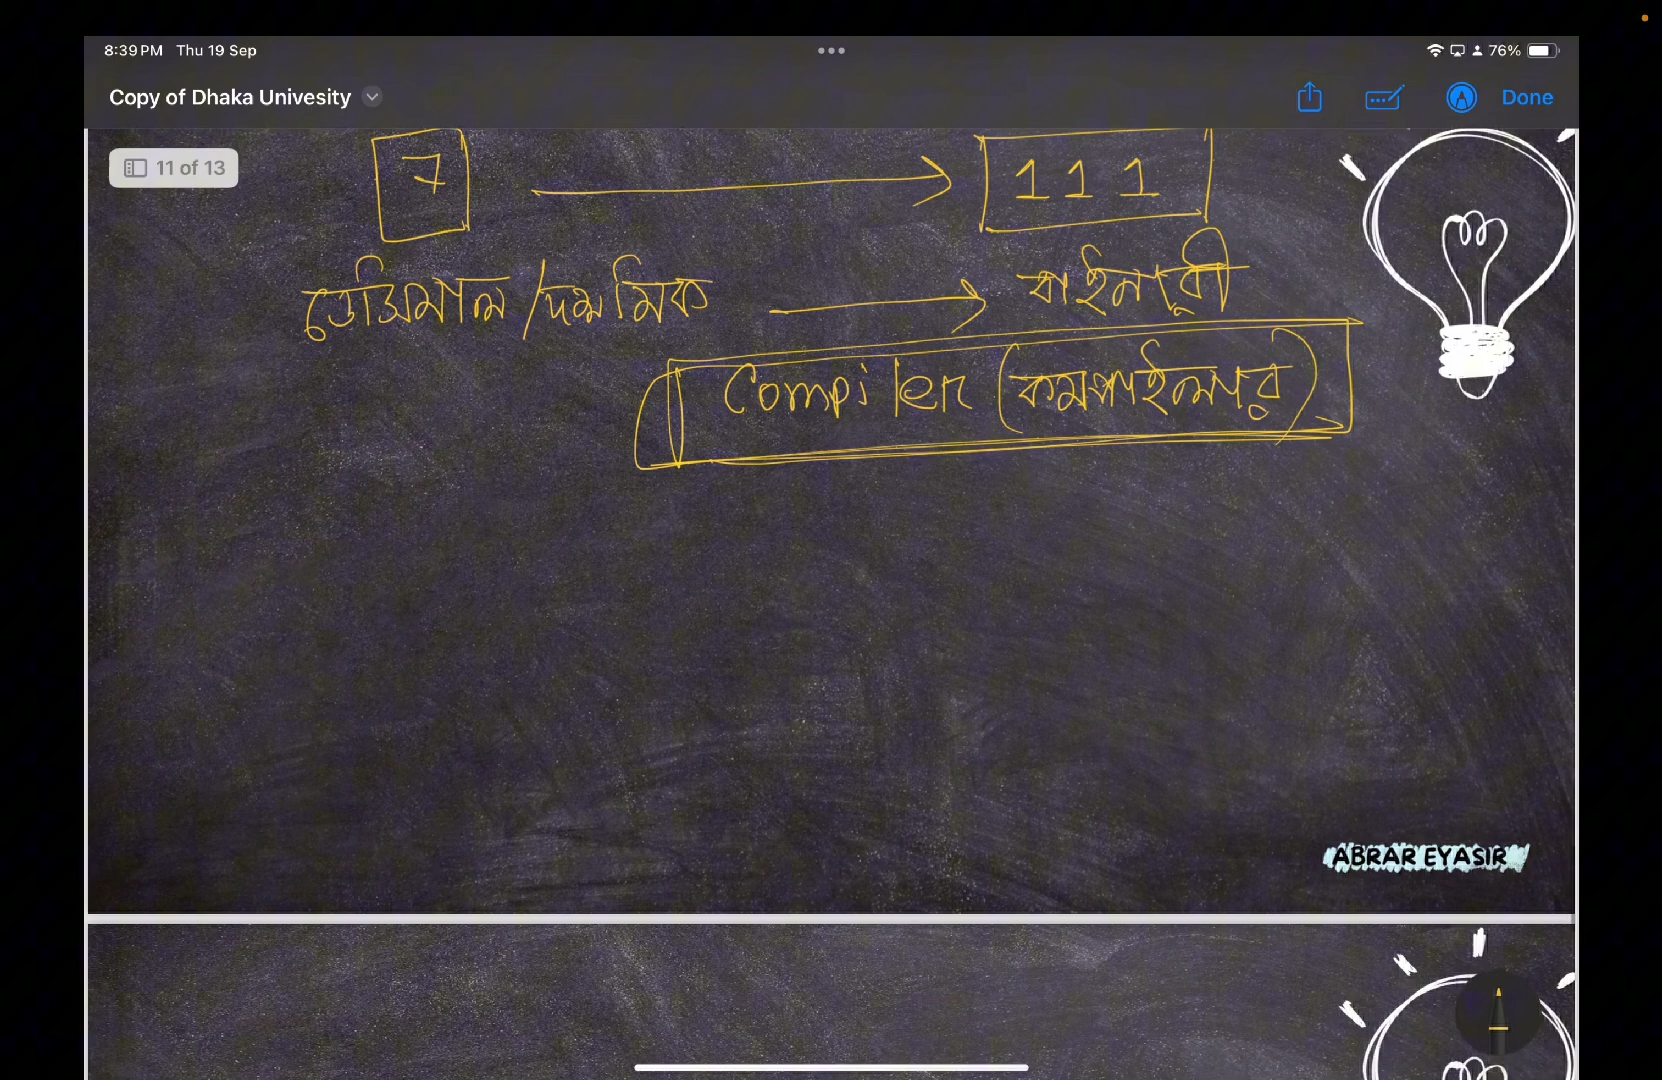 8:39 PM Thu 19 Sep
76%
Copy of Dhaka Univesity
Done
11 of 13
7 → 111
ডেসিমাল/দশমিক → বাইনারী
Compiler (কমপাইলার)
ABRAR EYASIR